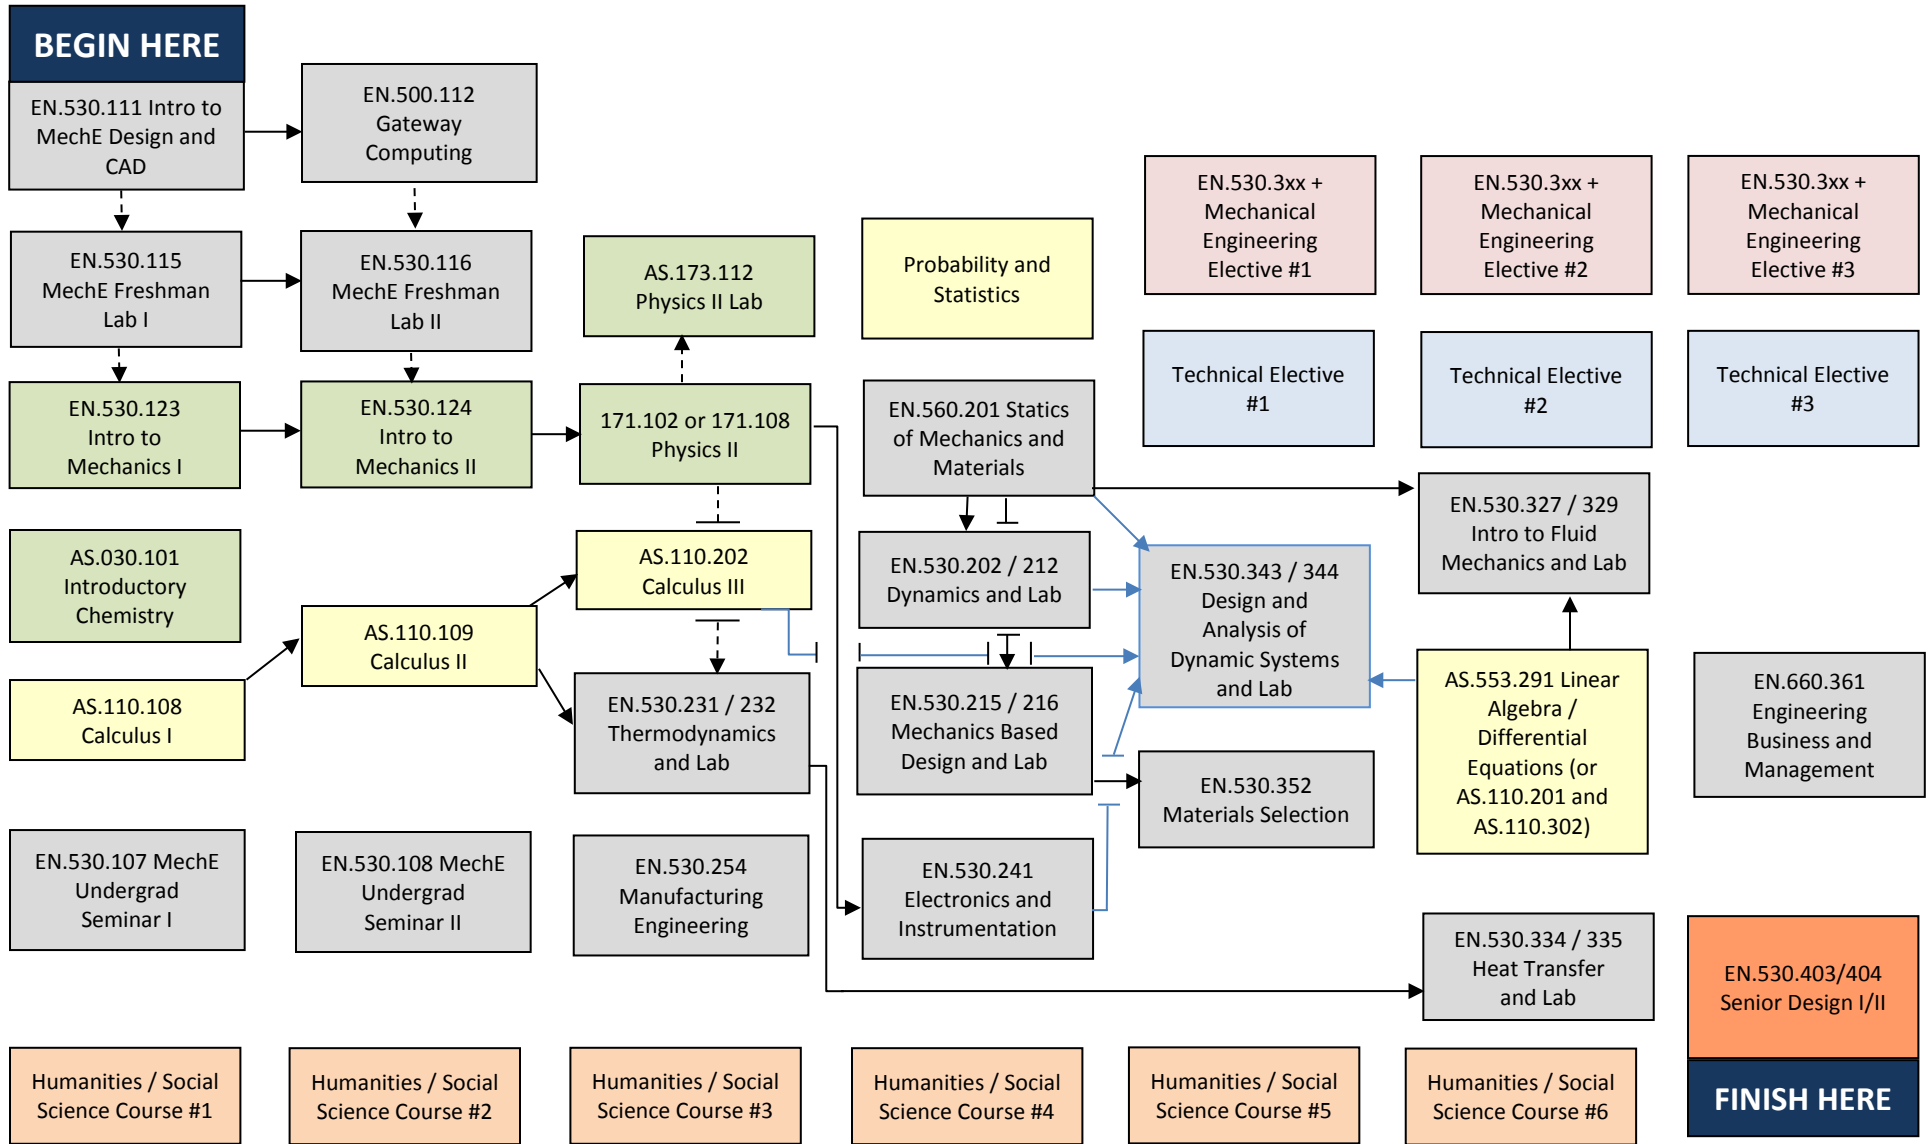 BEGIN HERE
EN.530.111 Intro to
MechE Design and
CAD
EN.500.112
Gateway
Computing
EN.530.115
MechE Freshman
Lab I
EN.530.116
MechE Freshman
Lab II
EN.530.123
Intro to
Mechanics I
EN.530.124
Intro to
Mechanics II
AS.173.112
Physics II Lab
171.102 or 171.108
Physics II
Probability and
Statistics
EN.530.3xx +
Mechanical
Engineering
Elective #1
EN.530.3xx +
Mechanical
Engineering
Elective #2
EN.530.3xx +
Mechanical
Engineering
Elective #3
Technical Elective
#1
Technical Elective
#2
Technical Elective
#3
EN.560.201 Statics
of Mechanics and
Materials
AS.030.101
Introductory
Chemistry
AS.110.108
Calculus I
AS.110.109
Calculus II
AS.110.202
Calculus III
EN.530.231 / 232
Thermodynamics
and Lab
EN.530.202 / 212
Dynamics and Lab
EN.530.215 / 216
Mechanics Based
Design and Lab
EN.530.343 / 344
Design and
Analysis of
Dynamic Systems
and Lab
EN.530.352
Materials Selection
EN.530.327 / 329
Intro to Fluid
Mechanics and Lab
AS.553.291 Linear
Algebra /
Differential
Equations (or
AS.110.201 and
AS.110.302)
EN.660.361
Engineering
Business and
Management
EN.530.107 MechE
Undergrad
Seminar I
EN.530.108 MechE
Undergrad
Seminar II
EN.530.254
Manufacturing
Engineering
EN.530.241
Electronics and
Instrumentation
EN.530.334 / 335
Heat Transfer
and Lab
EN.530.403/404
Senior Design I/II
FINISH HERE
Humanities / Social
Science Course #1
Humanities / Social
Science Course #2
Humanities / Social
Science Course #3
Humanities / Social
Science Course #4
Humanities / Social
Science Course #5
Humanities / Social
Science Course #6